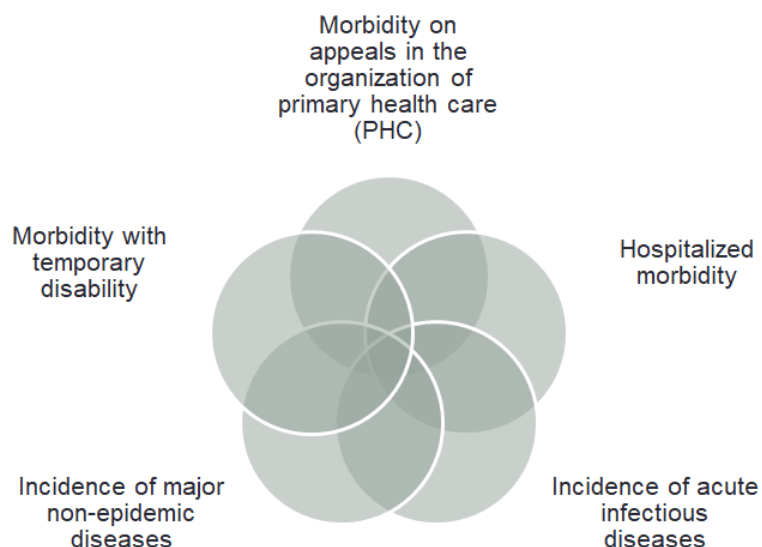 Morbidity on
appeals in the
organization of
primary health care
(PHC)
Morbidity with
temporary
disability
Hospitalized
morbidity
Incidence of major
non-epidemic
diseases
Incidence of acute
infectious
diseases